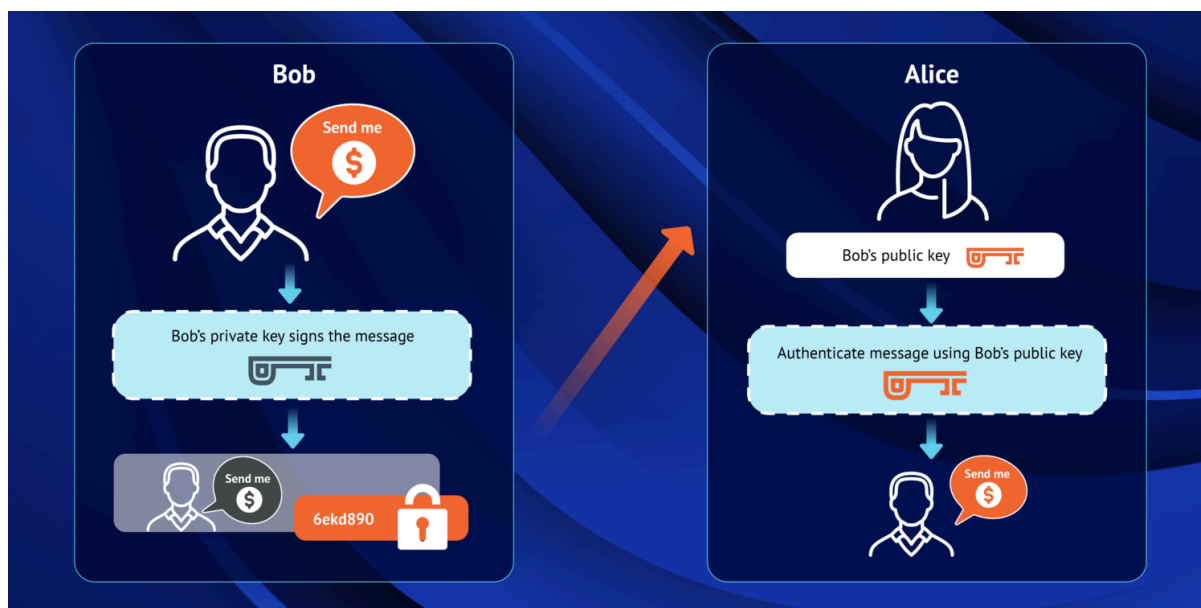 Bob
Send me
$
Bob's private key signs the message
Send me
$
6ekd890
Alice
Bob's public key
Authenticate message using Bob's public key
Send me
$